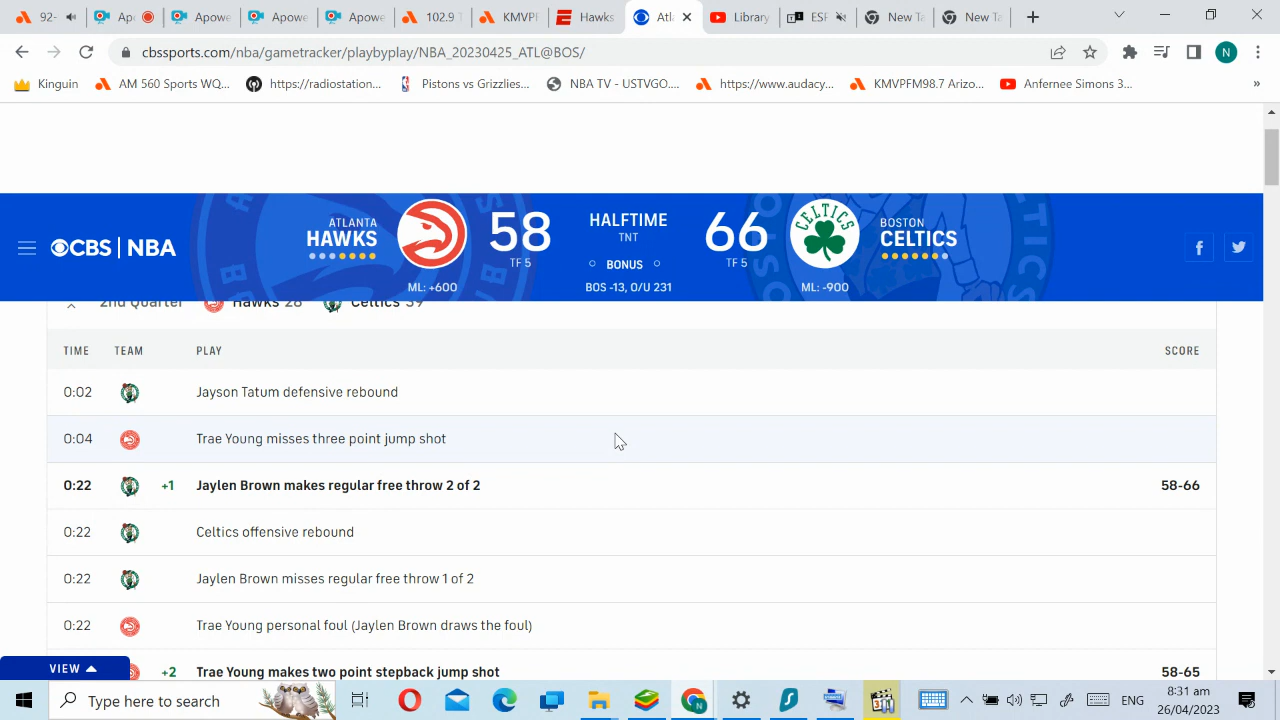 92-
Ap
Apowe
Apowe
Apowe
102.9 T
KMVPI
Hawks
Atl
Library
ESF
New Ta
New Ta
cbssports.com/nba/gametracker/playbyplay/NBA_20230425_ATL@BOS/
N
Kinguin
AM 560 Sports WQ...
https://radiostation...
Pistons vs Grizzlies...
NBA TV - USTVGO....
https://www.audacy...
KMVPFM98.7 Arizo...
Anfernee Simons 3...
»
CBS | NBA
ATLANTA
HAWKS
58
TF 5
ML: +600
HALFTIME
TNT
BONUS
BOS -13, O/U 231
66
TF 5
CELTICS
BOSTON
CELTICS
ML: -900
2nd Quarter Hawks 28 Celtics 39
TIME TEAM PLAY SCORE
0:02 Jayson Tatum defensive rebound
0:04 Trae Young misses three point jump shot
0:22 +1 Jaylen Brown makes regular free throw 2 of 2 58-66
0:22 Celtics offensive rebound
0:22 Jaylen Brown misses regular free throw 1 of 2
0:22 Trae Young personal foul (Jaylen Brown draws the foul)
+2 Trae Young makes two point stepback jump shot 58-65
VIEW
Type here to search
ENG
8:31 am
26/04/2023